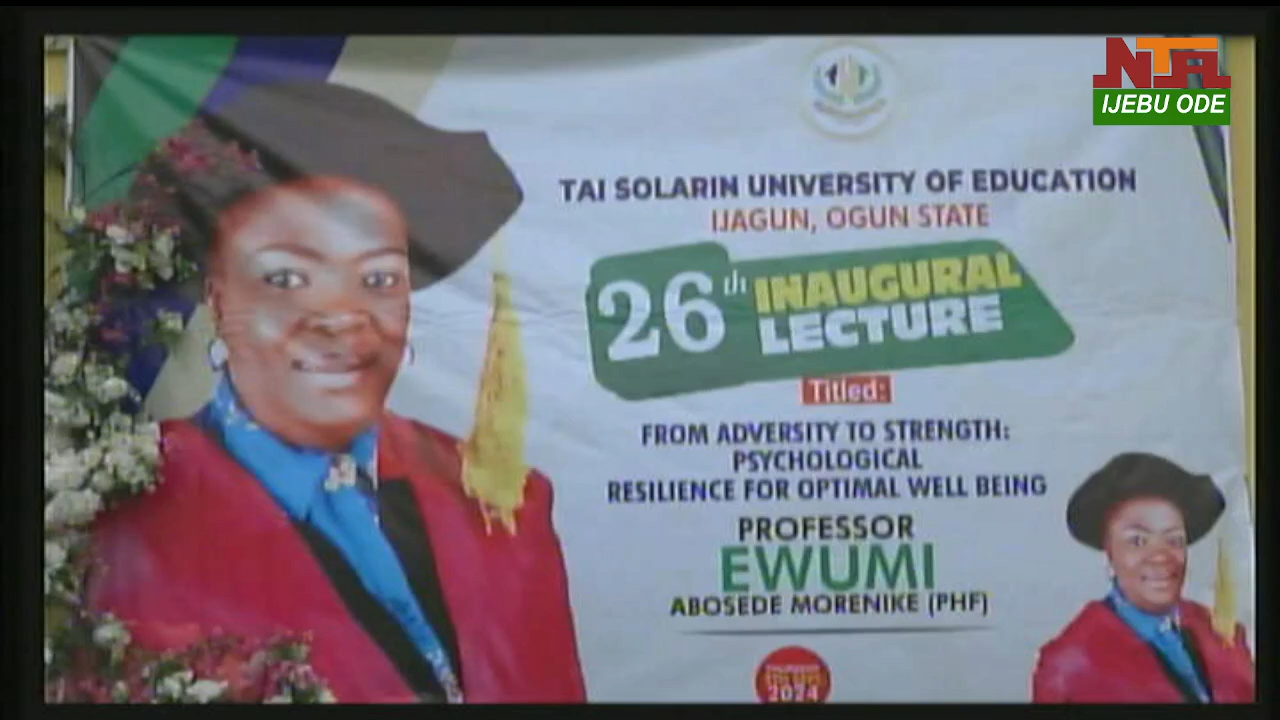 NTA
IJEBU ODE
TAI SOLARIN UNIVERSITY OF EDUCATION
IJAGUN, OGUN STATE
26th INAUGURAL
LECTURE
Titled:
FROM ADVERSITY TO STRENGTH:
PSYCHOLOGICAL
RESILIENCE FOR OPTIMAL WELL BEING
PROFESSOR
EWUMI
ABOSEDE MORENIKE (PHF)
2024